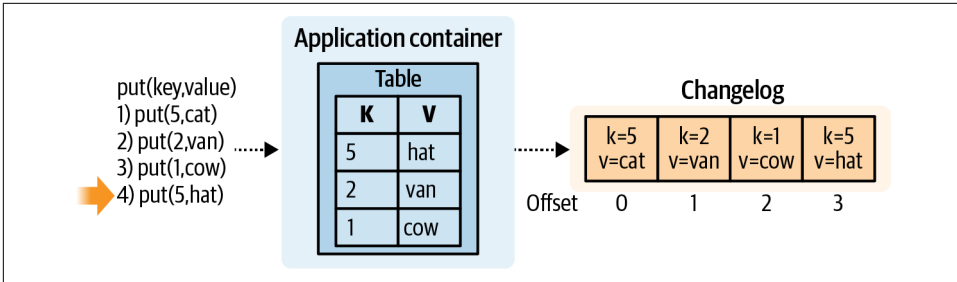 put(key,value)
1) put(5,cat)
2) put(2,van)
3) put(1,cow)
4) put(5,hat)
Application container
Table
K V
5 hat
2 van
1 cow
Changelog
k=5 k=2 k=1 k=5
v=cat v=van v=cow v=hat
Offset 0 1 2 3